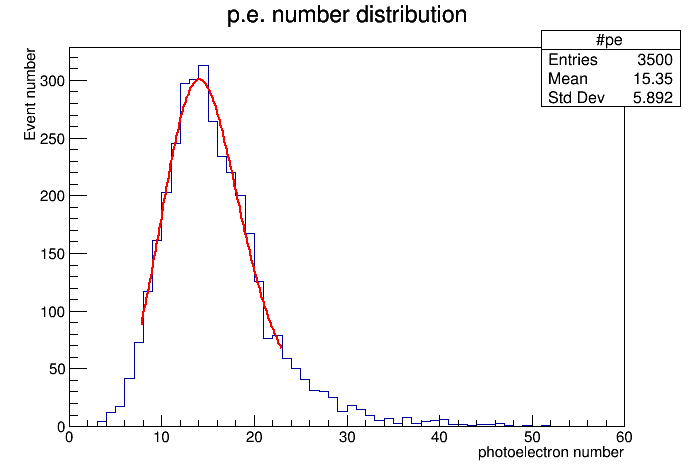 p.e. number distribution
#pe
Entries 3500
Mean 15.35
Std Dev 5.892
Event number
300
250
200
150
100
50
0
0 10 20 30 40 50 60
photoelectron number